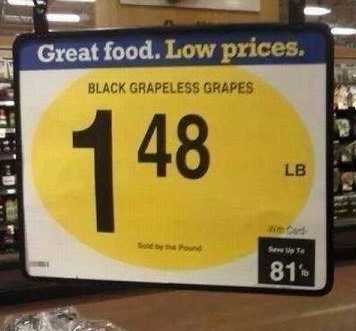 Great food. Low prices.
BLACK GRAPELESS GRAPES
1 48
LB
Sold by the Pound
With Card
Save Up To
81¢ lb